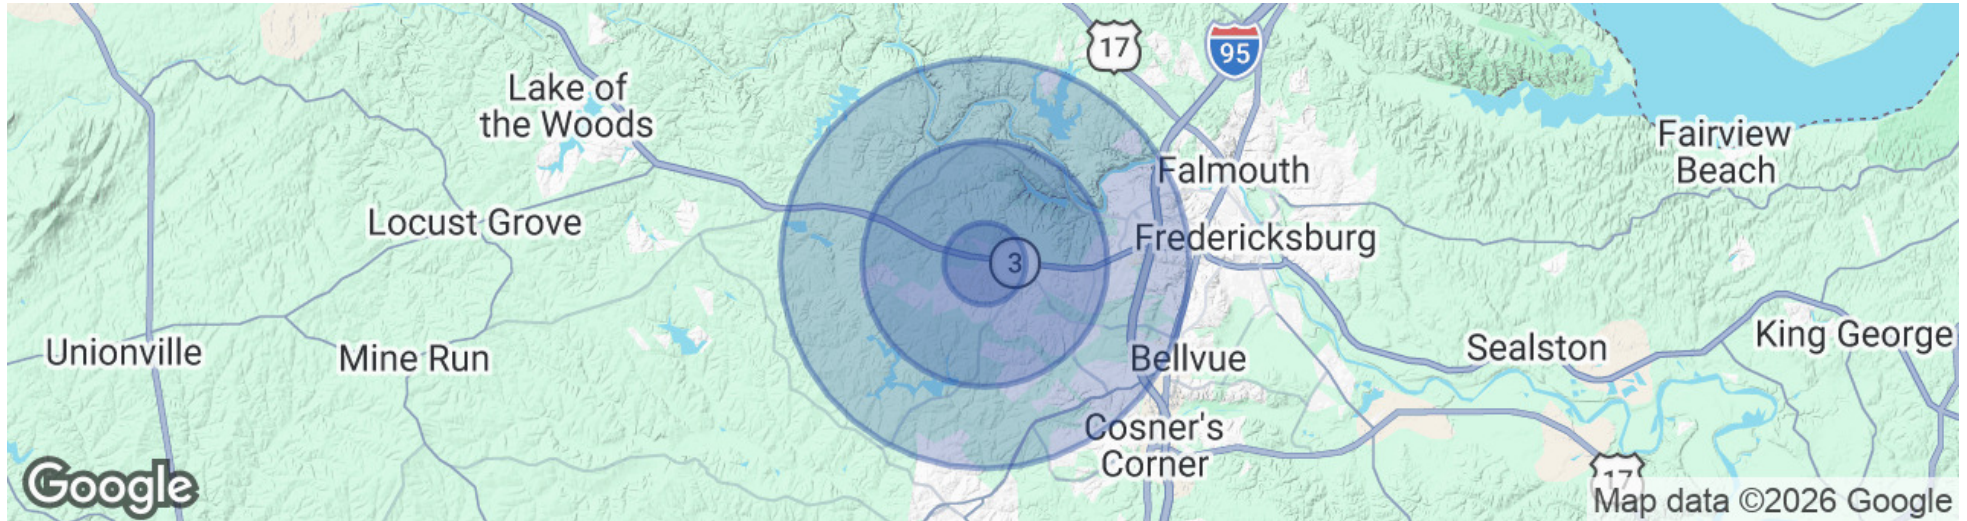 17
95
Lake of
the Woods
Fairview
Beach
Falmouth
Locust Grove
Fredericksburg
3
Unionville
Mine Run
Bellvue
Sealston
King George
Cosner's
Corner
17
Google
Map data ©2026 Google